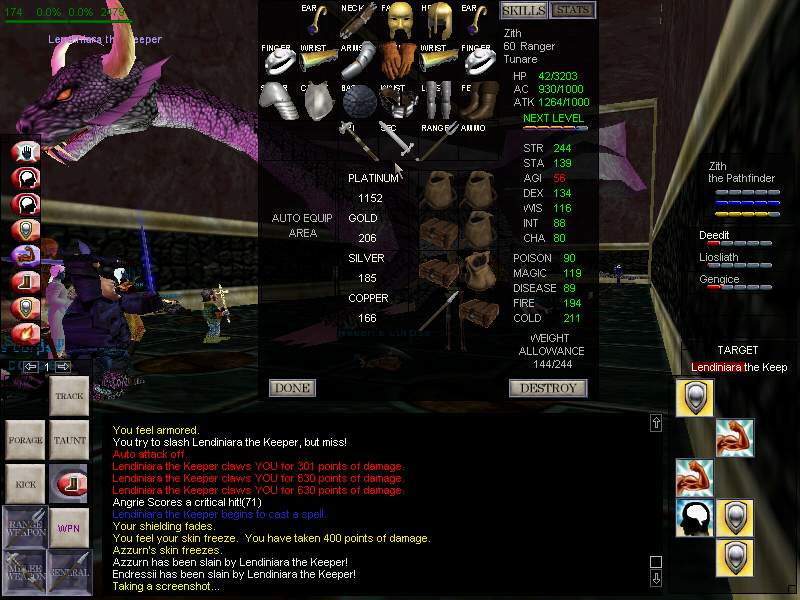 174 0.0% 0.0%
Lendiniara the Keeper
EAR NECK EAR
FINGER WRIST ARMS WRIST FINGER
RANGE AMMO
SKILLS STATS
Zith
60 Ranger
Tunare
HP 42/3203
AC 930/1000
ATK 1264/1000
NEXT LEVEL
STR 244
STA 139
AGI 56
DEX 134
WIS 116
INT 88
CHA 80
POISON 90
MAGIC 119
DISEASE 89
FIRE 194
COLD 211
WEIGHT
ALLOWANCE
144/244
PLATINUM
1152
GOLD
206
SILVER
185
COPPER
166
AUTO EQUIP
AREA
DONE
DESTROY
Zith
the Pathfinder
Deedit
Liosliath
Gengice
TARGET
Lendiniara the Keep
1
TRACK
FORAGE TAUNT
KICK
RANGE
WEAPON
WPN
MELEE
WEAPON
GENERAL
You feel armored.
You try to slash Lendiniara the Keeper, but miss!
Auto attack off.
Lendiniara the Keeper claws YOU for 301 points of damage.
Lendiniara the Keeper claws YOU for 630 points of damage.
Lendiniara the Keeper claws YOU for 630 points of damage.
Angrie Scores a critical hit!(71)
Lendiniara the Keeper begins to cast a spell.
Your shielding fades.
You feel your skin freeze. You have taken 400 points of damage.
Azzurn's skin freezes.
Azzurn has been slain by Lendiniara the Keeper!
Endressii has been slain by Lendiniara the Keeper!
Taking a screenshot...